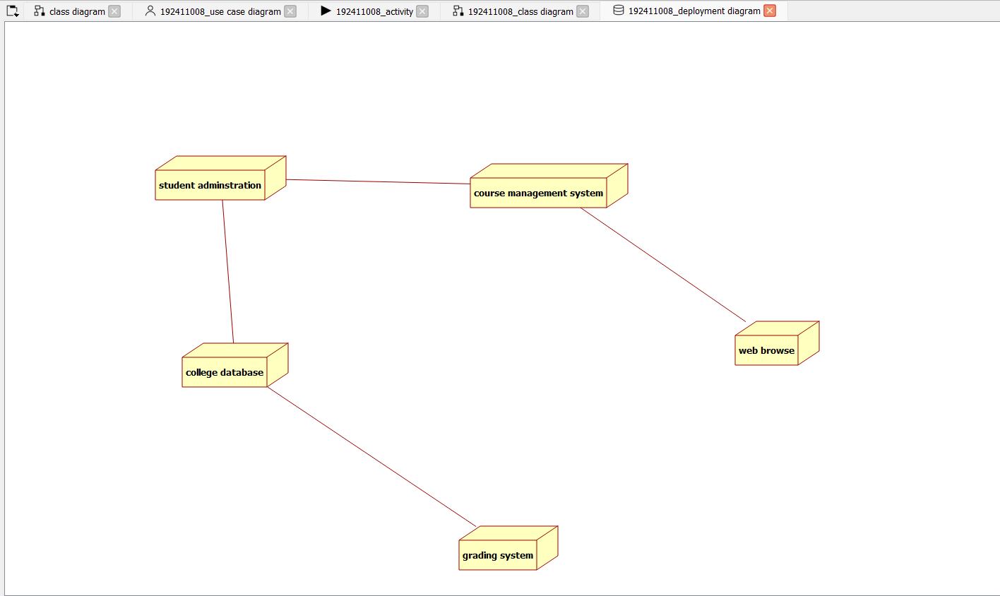 class diagram
192411008_use case diagram
192411008_activity
192411008_class diagram
192411008_deployment diagram
student adminstration
course management system
web browse
college database
grading system